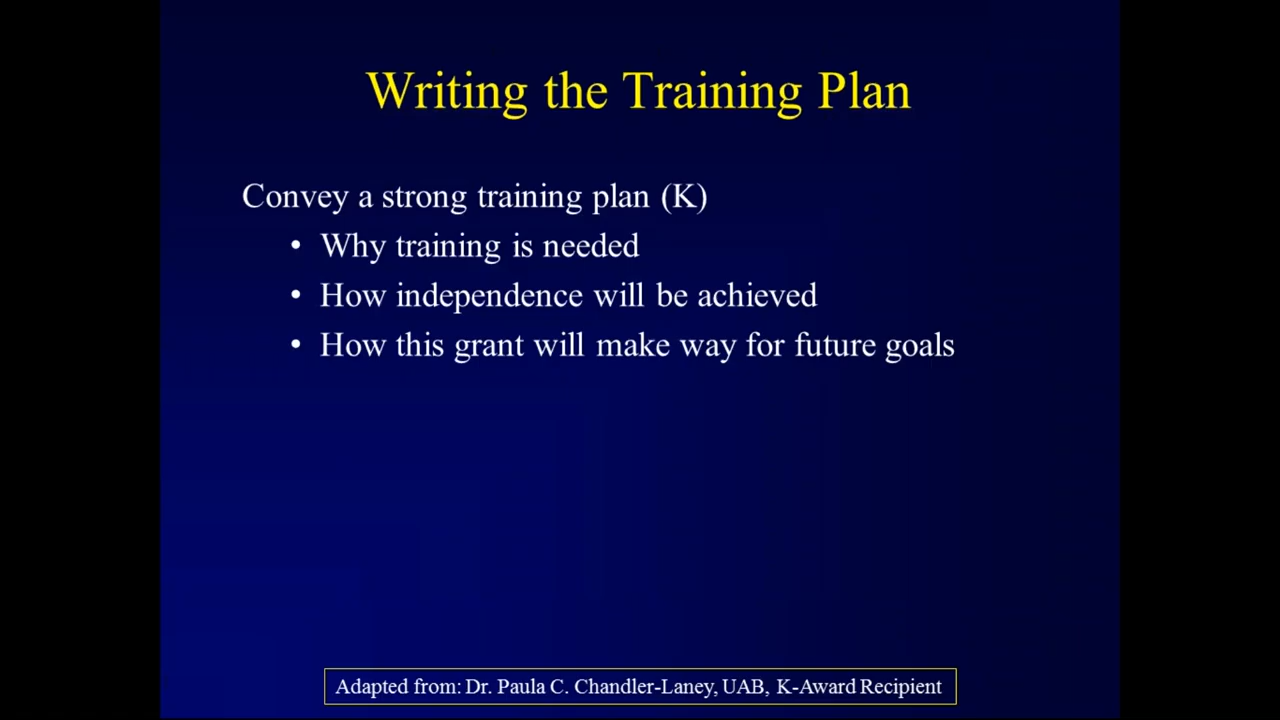 Writing the Training Plan
Convey a strong training plan (K)
• Why training is needed
• How independence will be achieved
• How this grant will make way for future goals
Adapted from: Dr. Paula C. Chandler-Laney, UAB, K-Award Recipient